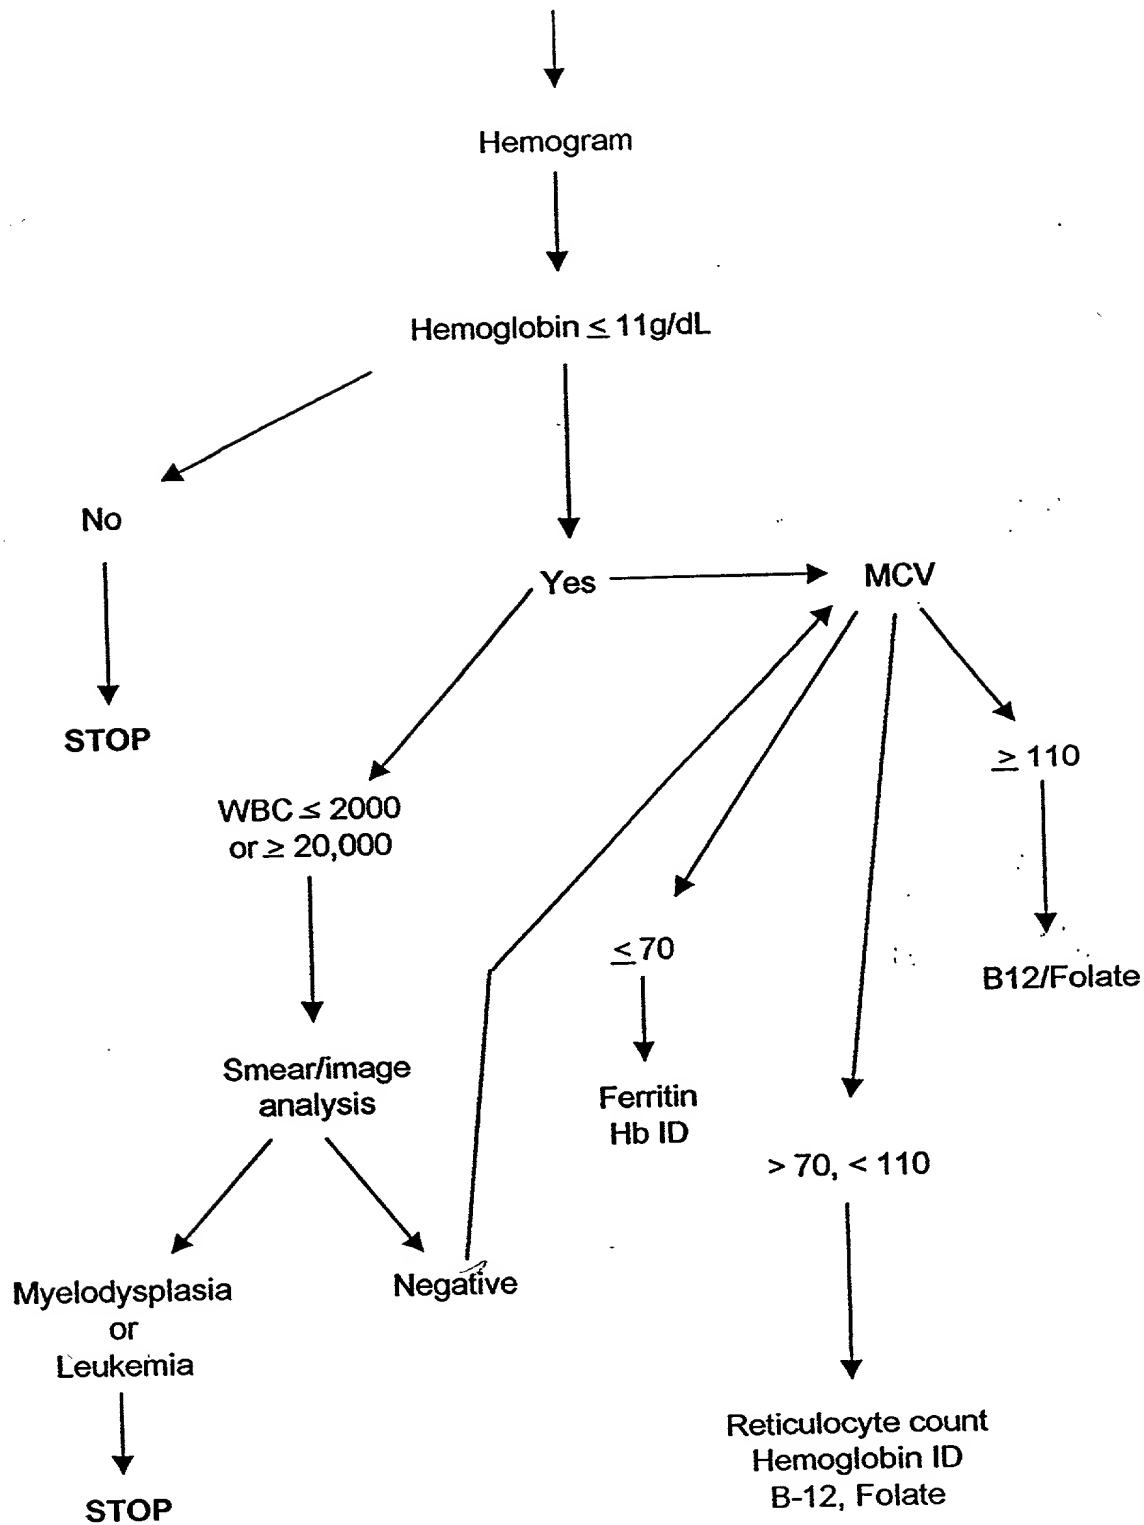 Hemogram
Hemoglobin ≤ 11g/dL
No
Yes
MCV
STOP
≥ 110
WBC ≤ 2000
or ≥ 20,000
≤ 70
B12/Folate
Smear/image
analysis
Ferritin
Hb ID
> 70, < 110
Myelodysplasia
or
Leukemia
Negative
Reticulocyte count
Hemoglobin ID
B-12, Folate
STOP